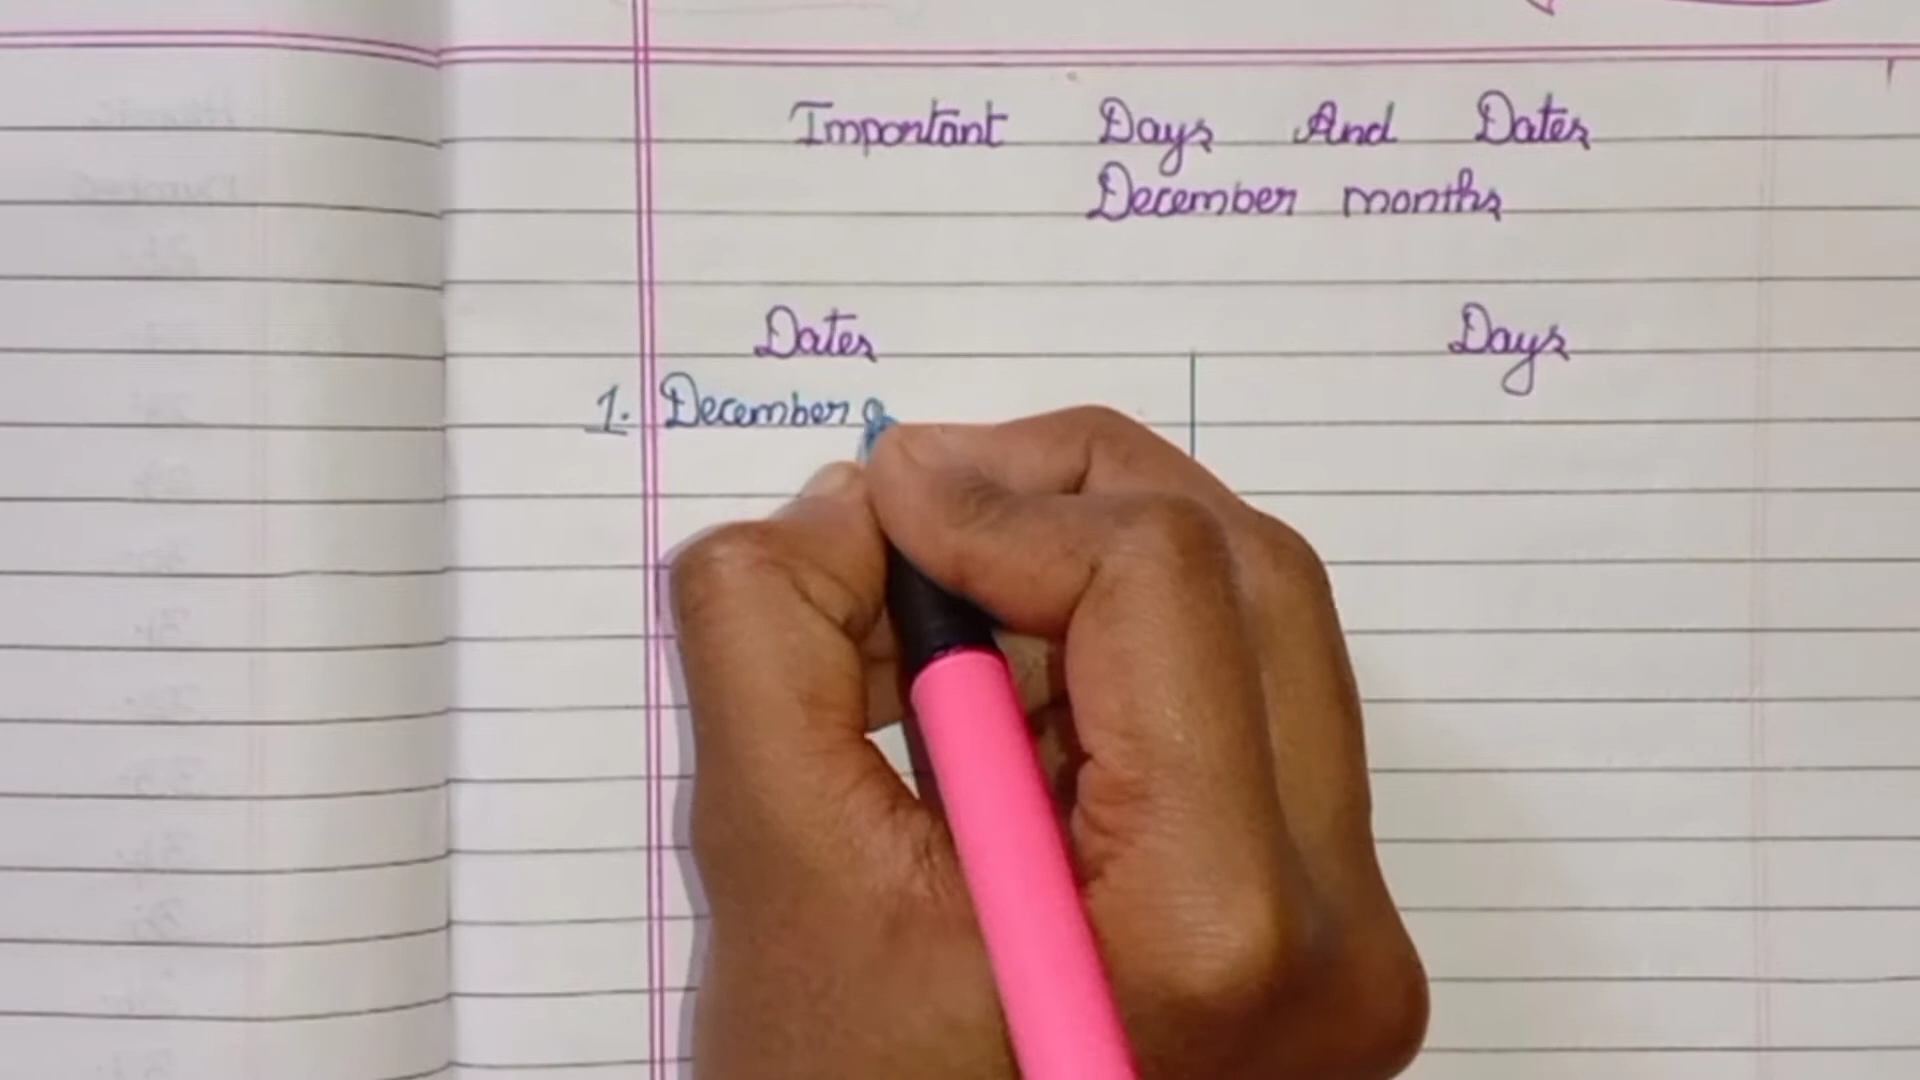 Important Days And Dates
December months
Dates Days
1. December